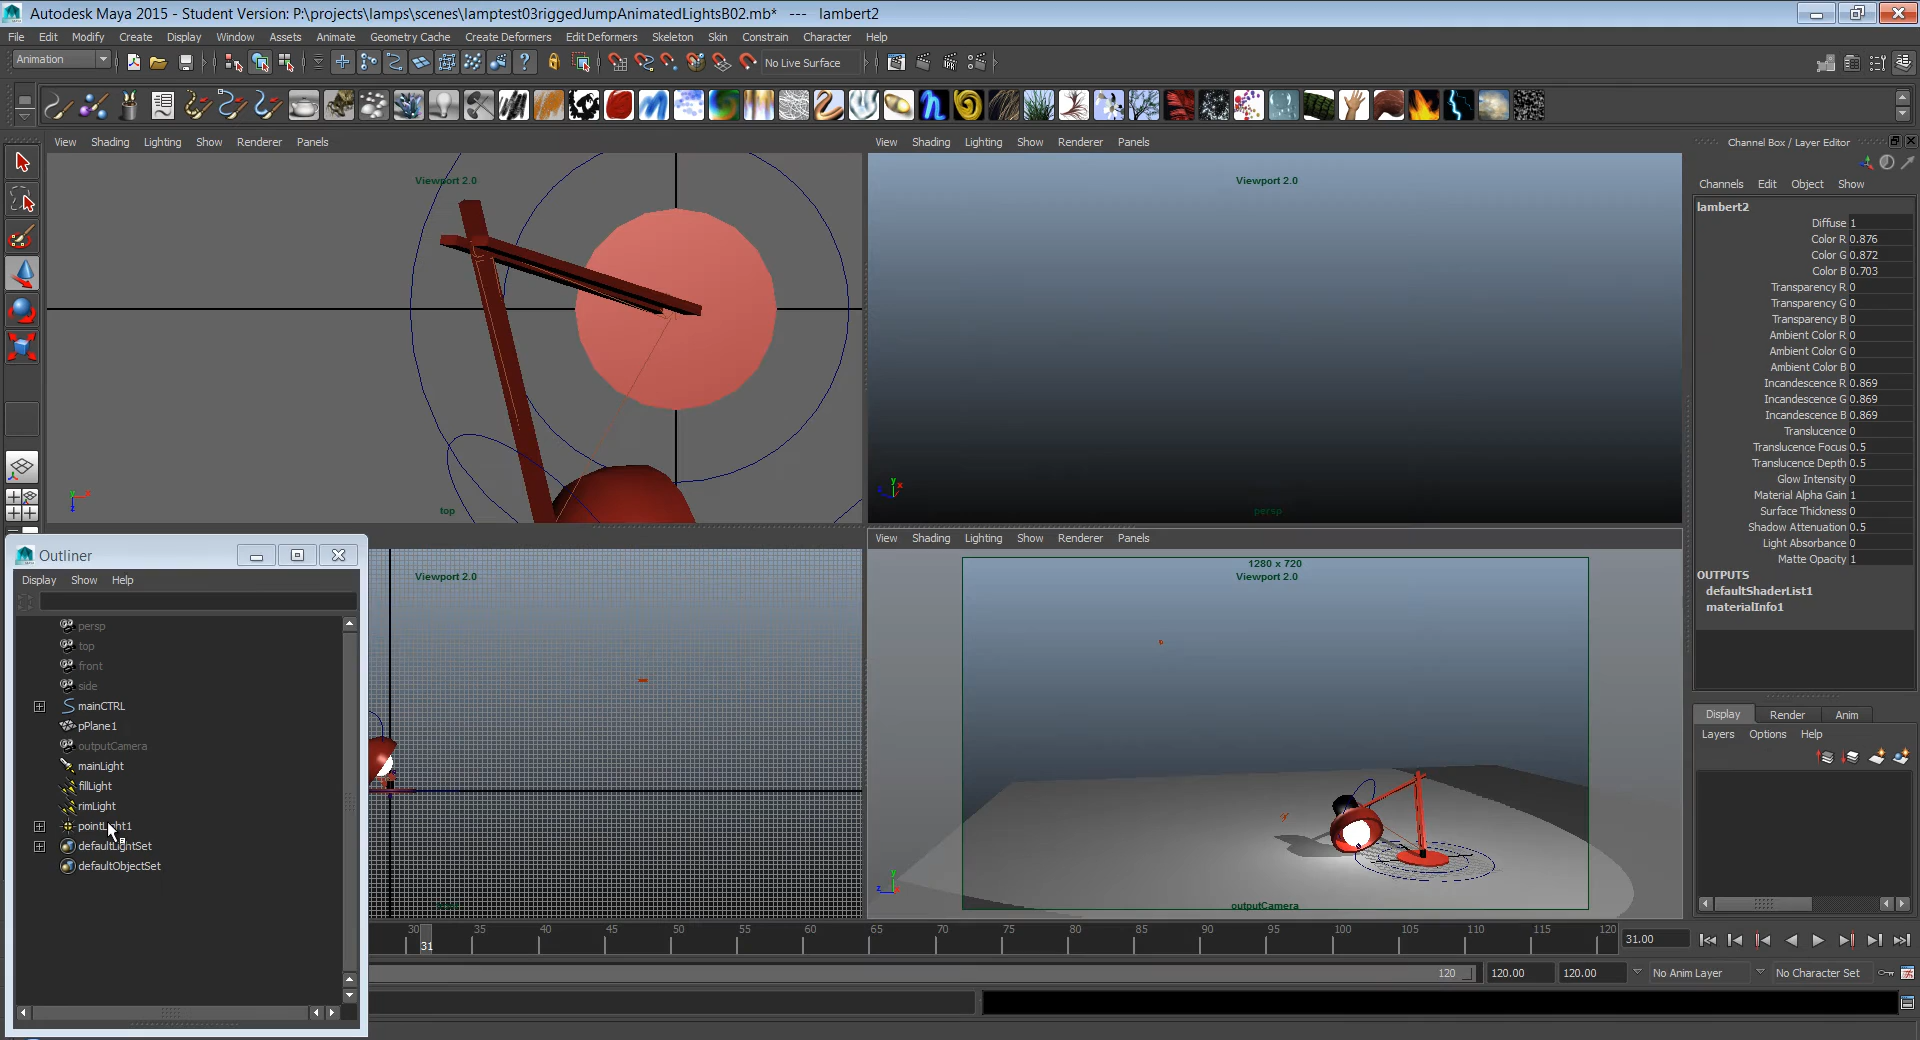 Autodesk Maya 2015 - Student Version: P:\projects\lamps\scenes\lamptest03riggedJumpAnimatedLightsB02.mb* --- lambert2
File Edit Modify Create Display Window Assets Animate Geometry Cache Create Deformers Edit Deformers Skeleton Skin Constrain Character Help
Animation
No Live Surface
View Shading Lighting Show Renderer Panels
View Shading Lighting Show Renderer Panels
Channel Box / Layer Editor
Viewport 2.0
top
Viewport 2.0
persp
Channels Edit Object Show
lambert2
Diffuse 1
Color R 0.876
Color G 0.872
Color B 0.703
Transparency R 0
Transparency G 0
Transparency B 0
Ambient Color R 0
Ambient Color G 0
Ambient Color B 0
Incandescence R 0.869
Incandescence G 0.869
Incandescence B 0.869
Translucence 0
Translucence Focus 0.5
Translucence Depth 0.5
Glow Intensity 0
Material Alpha Gain 1
Surface Thickness 0
Shadow Attenuation 0.5
Light Absorbance 0
Matte Opacity 1
OUTPUTS
defaultShaderList1
materialInfo1
Outliner
Display Show Help
persp
top
front
side
mainCTRL
pPlane1
outputCamera
mainLight
fillLight
rimLight
pointLight1
defaultLightSet
defaultObjectSet
Viewport 2.0
View Shading Lighting Show Renderer Panels
1280 x 720
Viewport 2.0
outputCamera
Display Render Anim
Layers Options Help
30 35 40 45 50 55 60 65 70 75 80 85 90 95 100 105 110 115 120
31
31.00
120
120.00
120.00
No Anim Layer
No Character Set